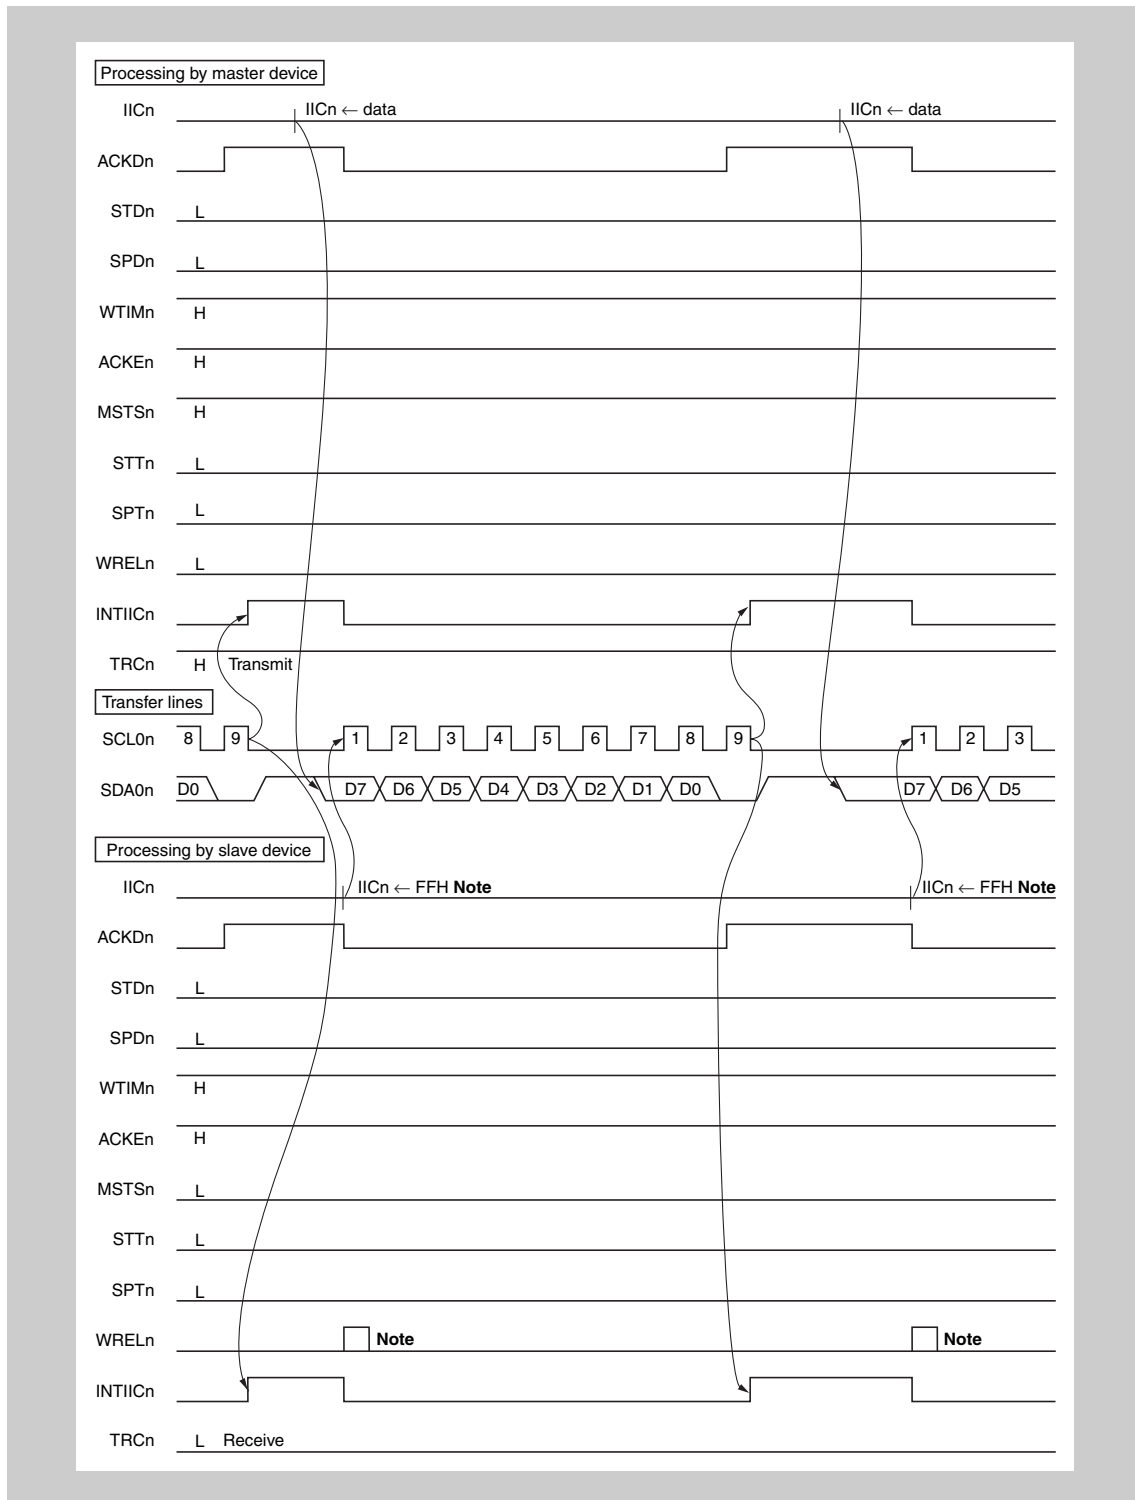 Processing by master device
IICn IICn ← data IICn ← data
ACKDn
STDn L
SPDn L
WTIMn H
ACKEn H
MSTSn H
STTn L
SPTn L
WRELn L
INTIICn
TRCn H Transmit
Transfer lines
SCL0n 8 9 1 2 3 4 5 6 7 8 9 1 2 3
SDA0n D0 D7 D6 D5 D4 D3 D2 D1 D0 D7 D6 D5
Processing by slave device
IICn IICn ← FFH Note IICn ← FFH Note
ACKDn
STDn L
SPDn L
WTIMn H
ACKEn H
MSTSn L
STTn L
SPTn L
WRELn Note Note
INTIICn
TRCn L Receive